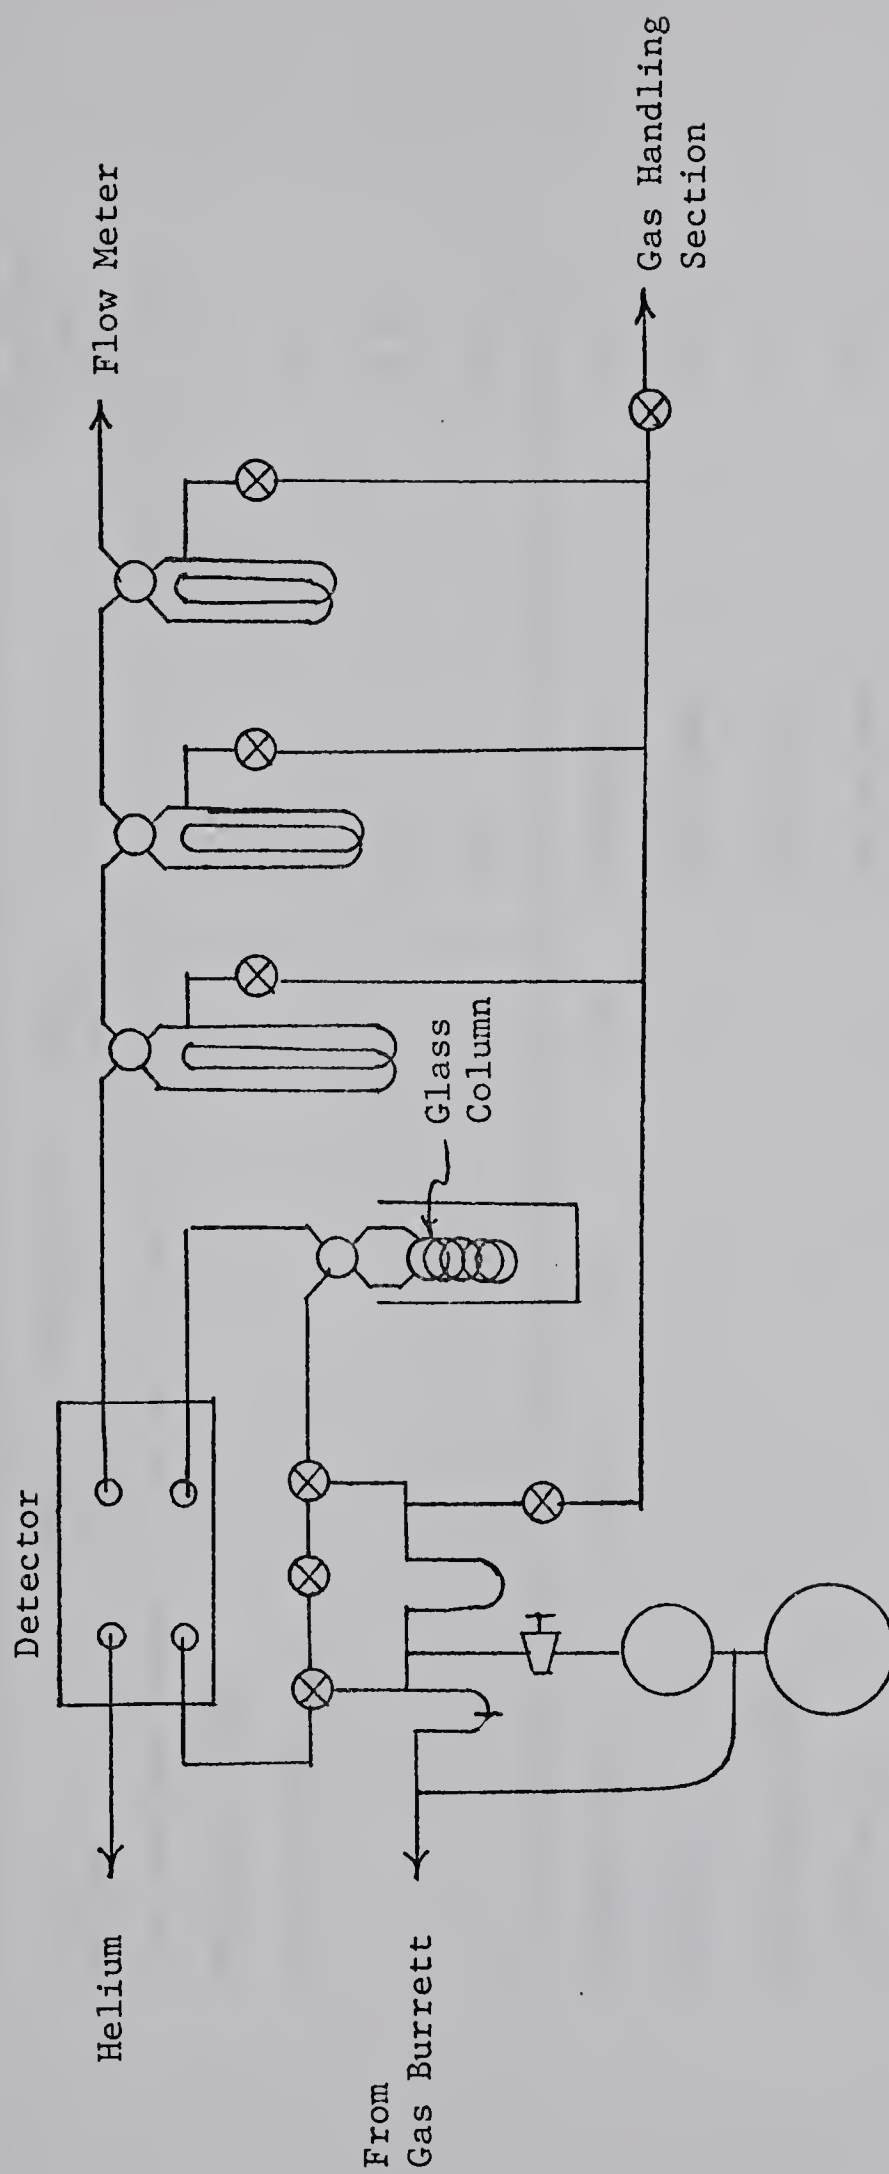 Detector
Helium
Flow Meter
Glass
Column
From
Gas Burrett
Gas Handling
Section